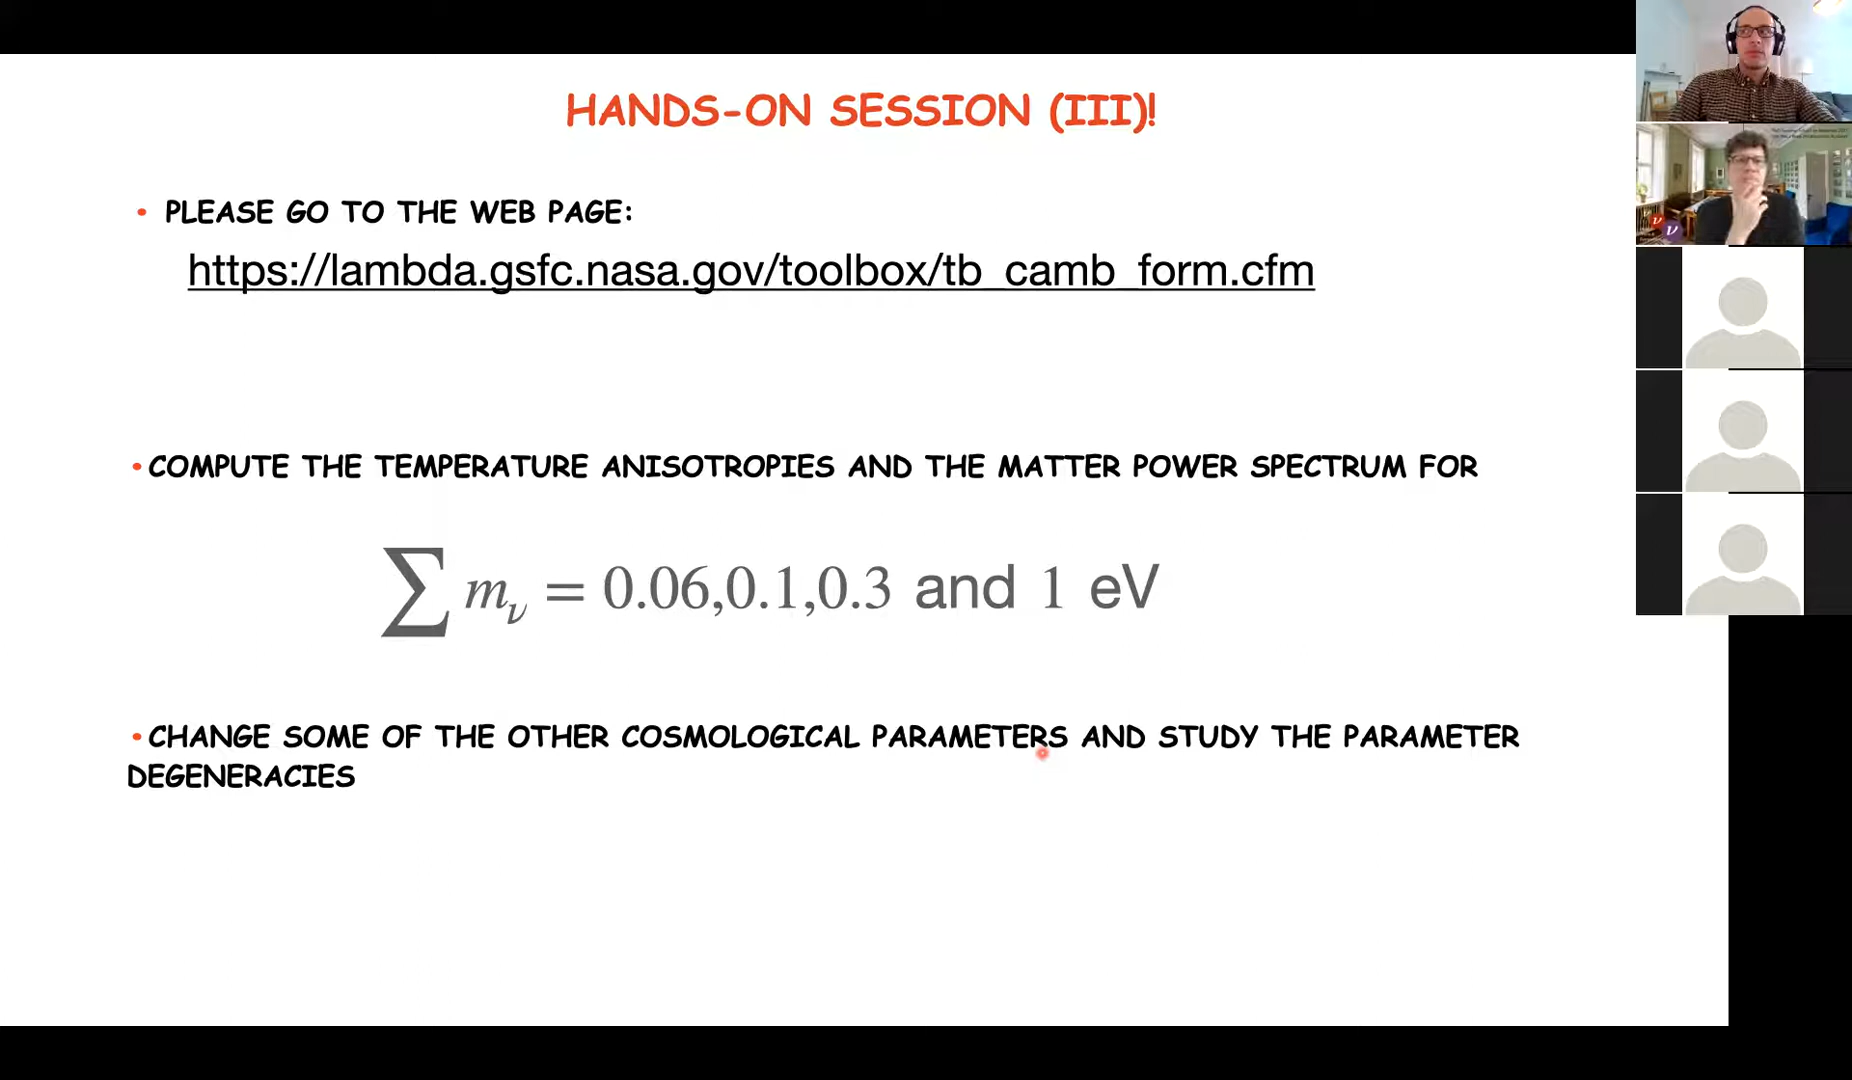 HANDS-ON SESSION (III)!
• PLEASE GO TO THE WEB PAGE:
https://lambda.gsfc.nasa.gov/toolbox/tb_camb_form.cfm
•COMPUTE THE TEMPERATURE ANISOTROPIES AND THE MATTER POWER SPECTRUM FOR
∑ mν = 0.06,0.1,0.3 and 1 eV
•CHANGE SOME OF THE OTHER COSMOLOGICAL PARAMETERS AND STUDY THE PARAMETER
DEGENERACIES
ν
ν